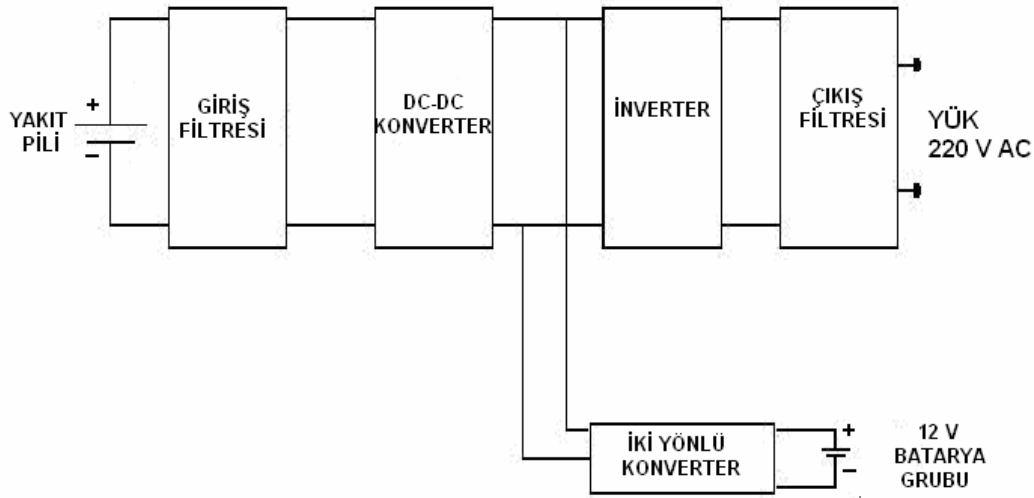 YAKIT
PİLİ
+
−
GİRİŞ
FİLTRESİ
DC-DC
KONVERTER
İNVERTER
ÇIKIŞ
FİLTRESİ
YÜK
220 V AC
İKİ YÖNLÜ
KONVERTER
+
−
12 V
BATARYA
GRUBU